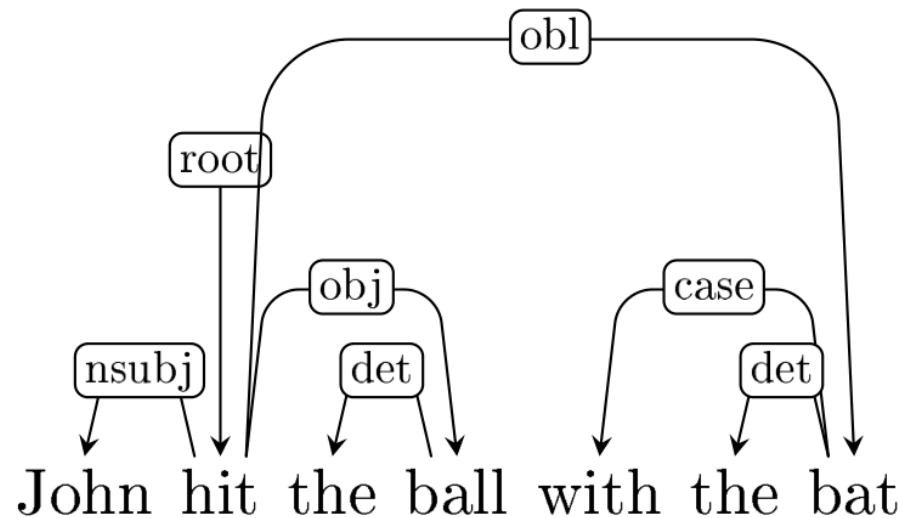 obl
root
obj case
nsubj det det
John hit the ball with the bat